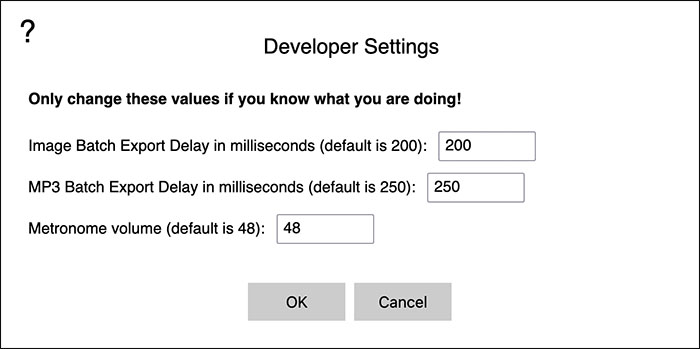 ?
Developer Settings
Only change these values if you know what you are doing!
Image Batch Export Delay in milliseconds (default is 200): 200
MP3 Batch Export Delay in milliseconds (default is 250): 250
Metronome volume (default is 48): 48
OK Cancel